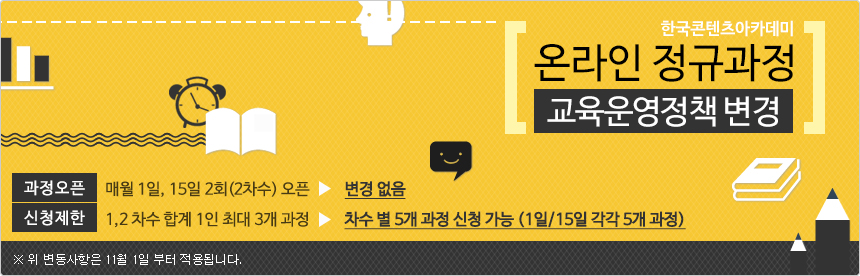 한국콘텐츠아카데미
온라인 정규과정
교육운영정책 변경
과정오픈 매월 1일, 15일 2회(2차수) 오픈 ▶ 변경 없음
신청제한 1,2 차수 합계 1인 최대 3개 과정 ▶ 차수 별 5개 과정 신청 가능 (1일/15일 각각 5개 과정)
※ 위 변동사항은 11월 1일 부터 적용됩니다.